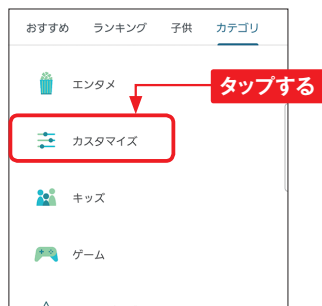 おすすめ ランキング 子供 カテゴリ
エンタメ
タップする
カスタマイズ
キッズ
ゲーム